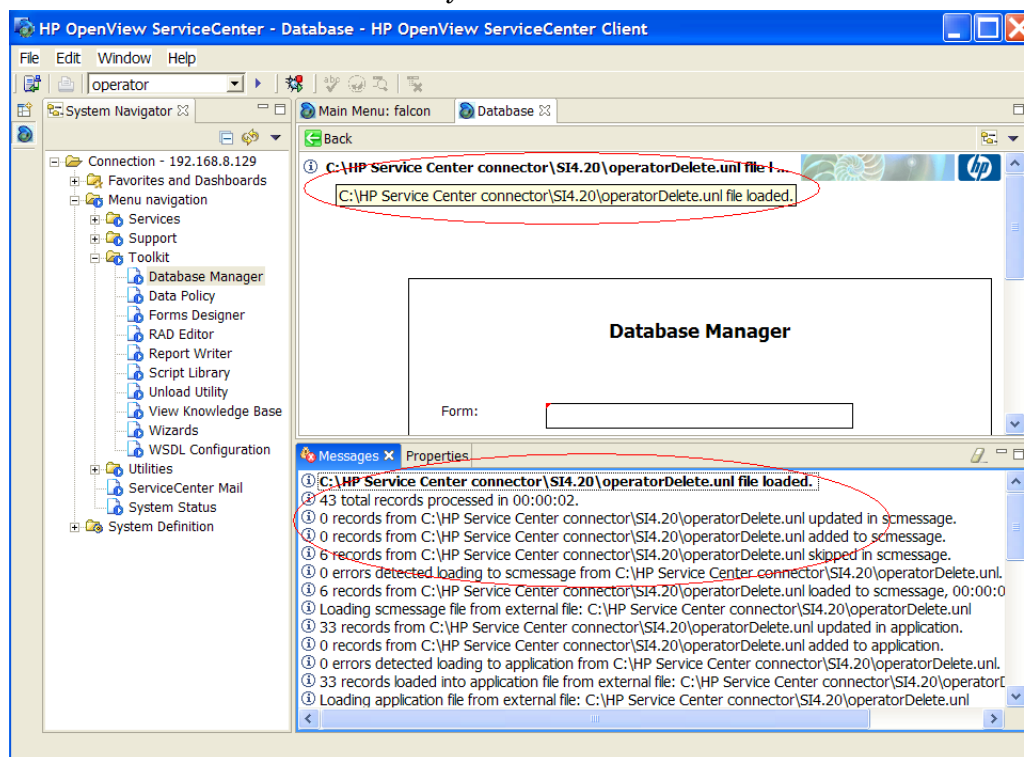 HP OpenView ServiceCenter - Database - HP OpenView ServiceCenter Client
File Edit Window Help
operator
System Navigator
Main Menu: falcon
Database
Back
Connection - 192.168.8.129
Favorites and Dashboards
Menu navigation
Services
Support
Toolkit
Database Manager
Data Policy
Forms Designer
RAD Editor
Report Writer
Script Library
Unload Utility
View Knowledge Base
Wizards
WSDL Configuration
Utilities
ServiceCenter Mail
System Status
System Definition
C:\HP Service Center connector\SI4.20\operatorDelete.unl file l...
hp
C:\HP Service Center connector\SI4.20\operatorDelete.unl file loaded.
Database Manager
Form:
Messages
Properties
C:\HP Service Center connector\SI4.20\operatorDelete.unl file loaded.
43 total records processed in 00:00:02.
0 records from C:\HP Service Center connector\SI4.20\operatorDelete.unl updated in scmessage.
0 records from C:\HP Service Center connector\SI4.20\operatorDelete.unl added to scmessage.
6 records from C:\HP Service Center connector\SI4.20\operatorDelete.unl skipped in scmessage.
0 errors detected loading to scmessage from C:\HP Service Center connector\SI4.20\operatorDelete.unl.
6 records from C:\HP Service Center connector\SI4.20\operatorDelete.unl loaded to scmessage, 00:00:0
Loading scmessage file from external file: C:\HP Service Center connector\SI4.20\operatorDelete.unl
33 records from C:\HP Service Center connector\SI4.20\operatorDelete.unl updated in application.
0 records from C:\HP Service Center connector\SI4.20\operatorDelete.unl added to application.
0 errors detected loading to application from C:\HP Service Center connector\SI4.20\operatorDelete.unl.
33 records loaded into application file from external file: C:\HP Service Center connector\SI4.20\operator
Loading application file from external file: C:\HP Service Center connector\SI4.20\operatorDelete.unl